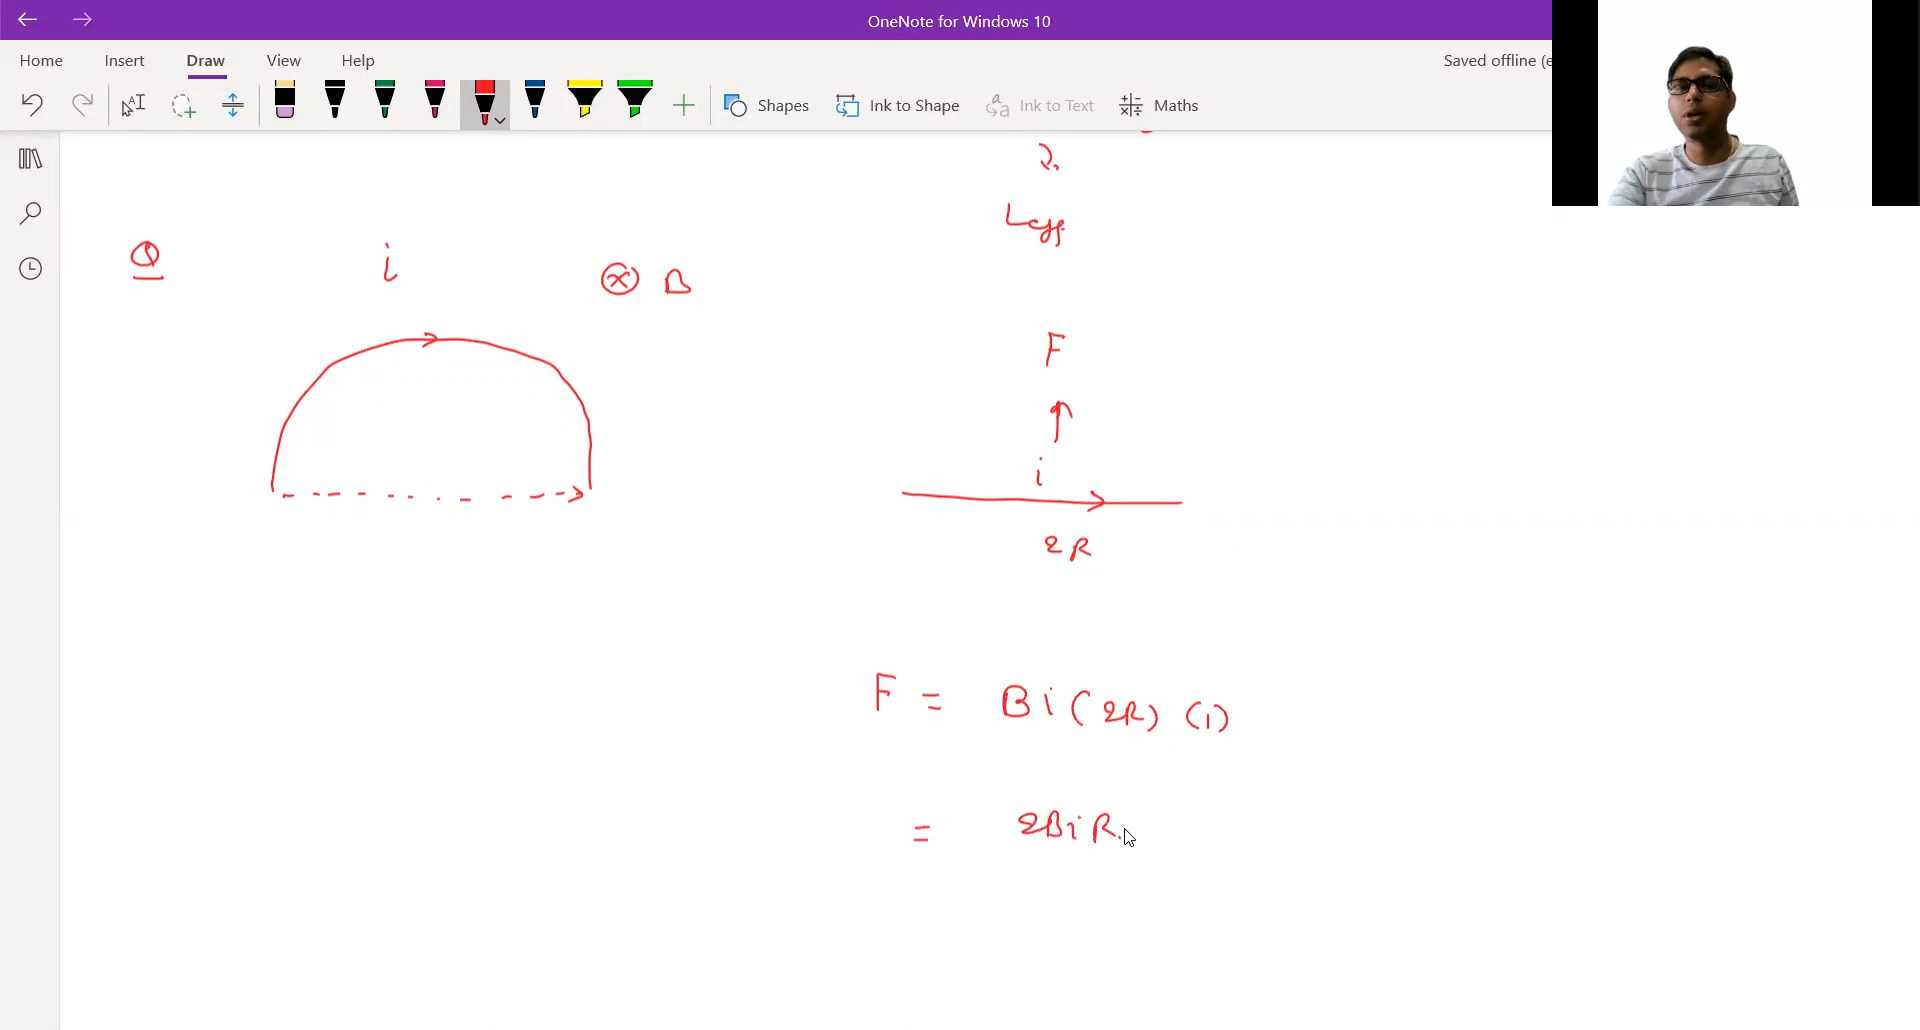 OneNote for Windows 10
Home Insert Draw View Help
Saved offline (e
Shapes Ink to Shape Ink to Text Maths
Leff.
Q i ⊗ B
F
i
2R
F = Bi (2R) (1)
= 2BiR.